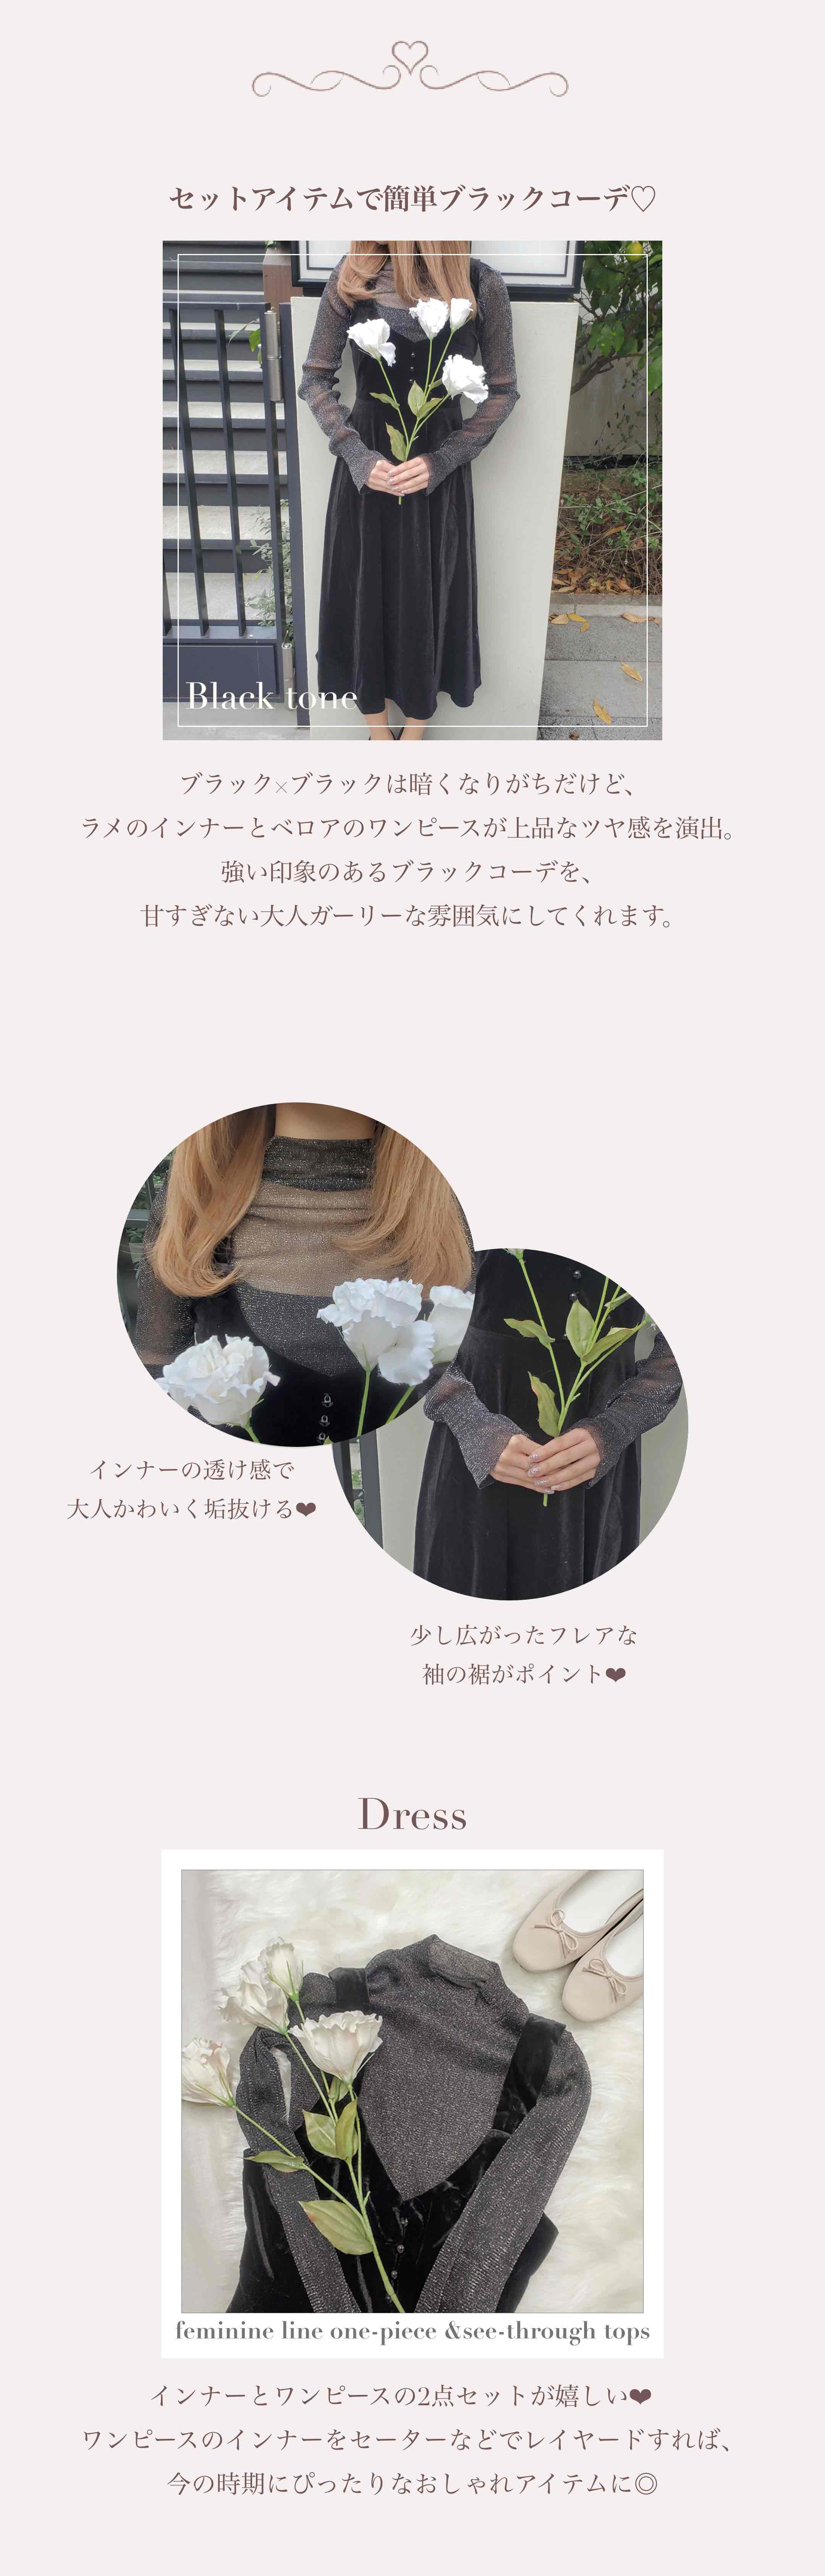 セットアイテムで簡単ブラックコーデ♡
Black tone
ブラック×ブラックは暗くなりがちだけど、
ラメのインナーとベロアのワンピースが上品なツヤ感を演出。
強い印象のあるブラックコーデを、
甘すぎない大人ガーリーな雰囲気にしてくれます。
インナーの透け感で
大人かわいく垢抜ける❤
少し広がったフレアな
袖の裾がポイント❤
Dress
feminine line one-piece &see-through tops
インナーとワンピースの2点セットが嬉しい❤
ワンピースのインナーをセーターなどでレイヤードすれば、
今の時期にぴったりなおしゃれアイテムに◎